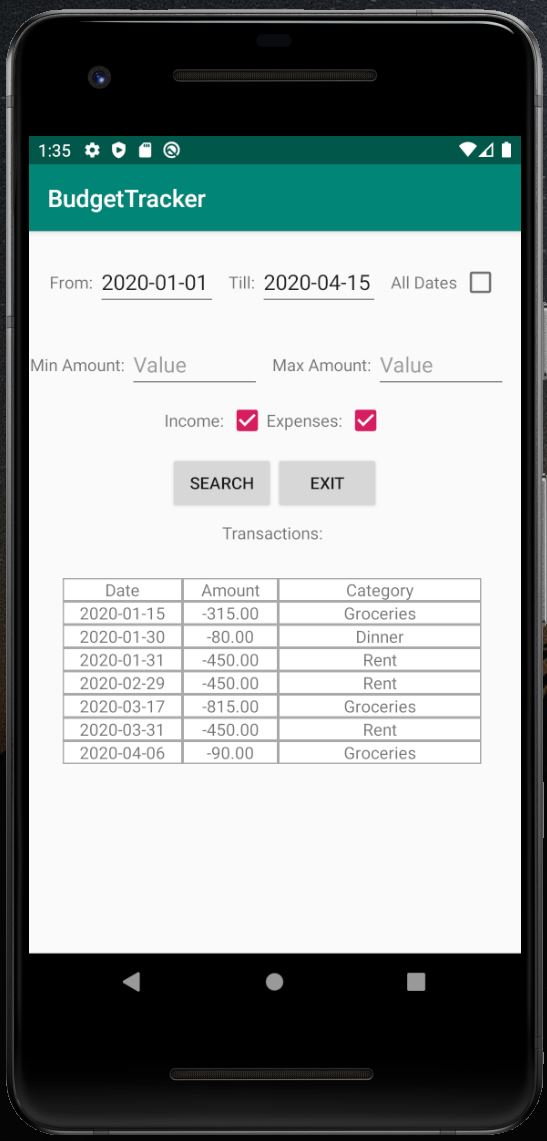 1:35
BudgetTracker
From: 2020-01-01 Till: 2020-04-15 All Dates
Min Amount: Value Max Amount: Value
Income: Expenses:
SEARCH EXIT
Transactions:
Date Amount Category
2020-01-15 -315.00 Groceries
2020-01-30 -80.00 Dinner
2020-01-31 -450.00 Rent
2020-02-29 -450.00 Rent
2020-03-17 -815.00 Groceries
2020-03-31 -450.00 Rent
2020-04-06 -90.00 Groceries